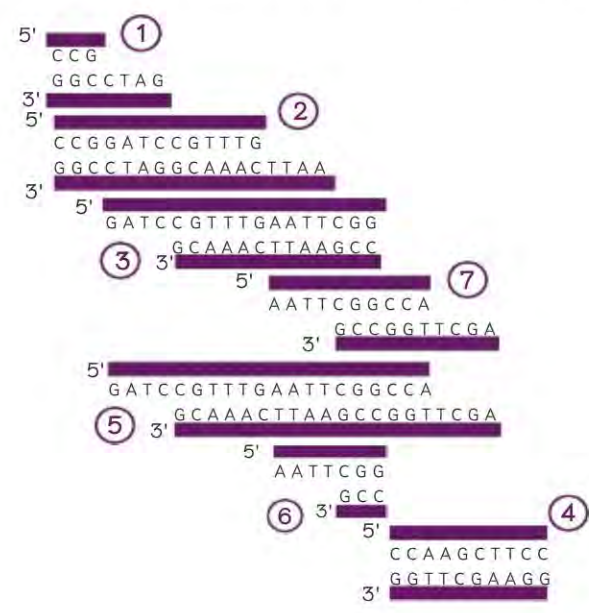 5' 1
CCG
GGCCTAG
3'
5' 2
CCGGATCCGTTTG
GGCCTAGGCAAACTTAA
3'
5'
GATCCGTTTGAATTCGG
GCAAACTTAAGCC
3 3'
5' 7
AATTCGGCCA
GCCGGTTCGA
3'
5'
GATCCGTTTGAATTCGGCCA
GCAAACTTAAGCCGGTTCGA
5 3'
5'
AATTCGG
GCC
6 3' 4
5'
CCAAGCTTCC
GGTTCGAAGG
3'